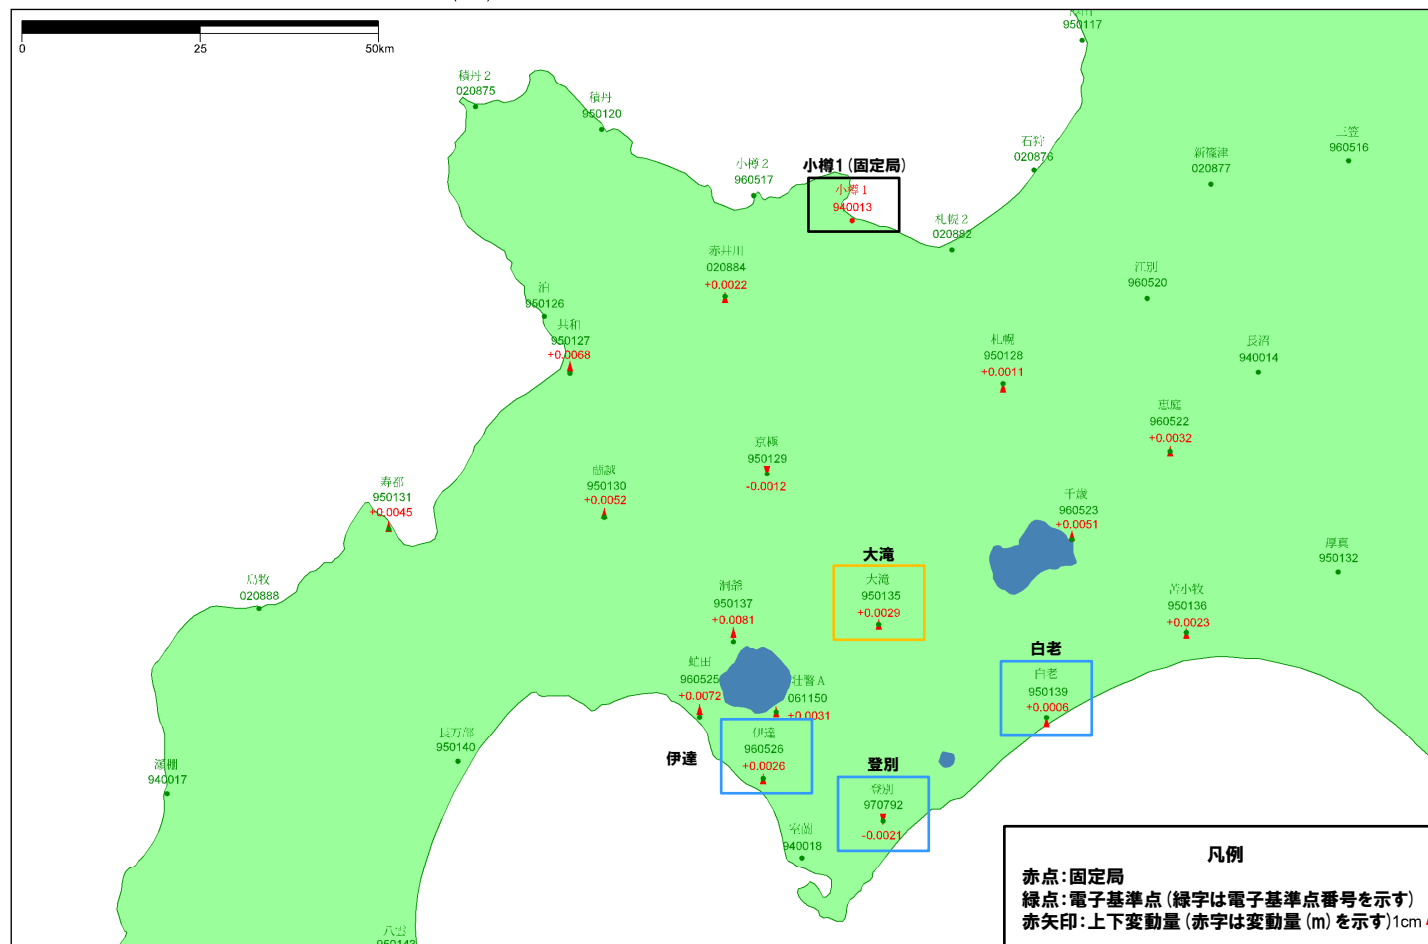 0
25
50km
950117
積丹２
020875
積丹
950120
小樽２
960517
小樽1(固定局)
小樽１
940013
石狩
020876
札幌２
020882
新篠津
020877
三笠
960516
赤井川
020884
+0.0022
江別
960520
泊
950126
共和
950127
+0.0068
札幌
950128
+0.0011
長沼
940014
恵庭
960522
+0.0032
京極
950129
-0.0012
蘭越
950130
+0.0052
寿都
950131
+0.0045
千歳
960523
+0.0051
厚真
950132
大滝
大滝
950135
+0.0029
島牧
020888
洞爺
950137
+0.0081
苫小牧
950136
+0.0023
白老
白老
950139
+0.0006
虻田
960525
+0.0072
壮瞥Ａ
061150
+0.0031
伊達
伊達
960526
+0.0026
長万部
950140
登別
登別
970792
-0.0021
940017
室蘭
940018
八雲
950143
凡例
赤点:固定局
緑点:電子基準点(緑字は電子基準点番号を示す)
赤矢印:上下変動量(赤字は変動量(m)を示す)1cm